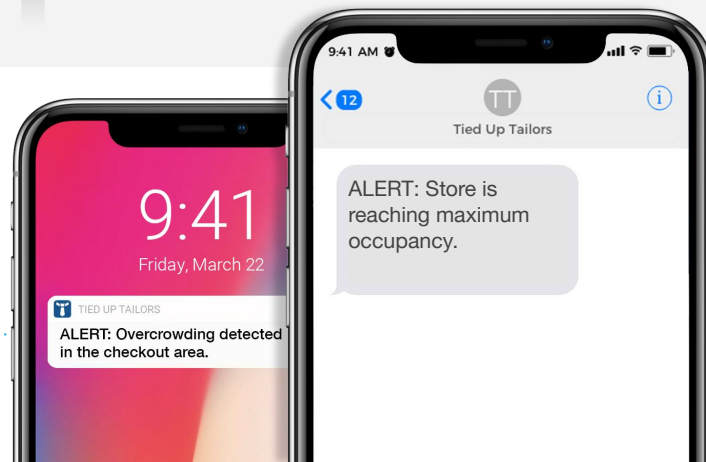 9:41
Friday, March 22
TIED UP TAILORS
ALERT: Overcrowding detected
in the checkout area.
9:41 AM
12
TT
i
Tied Up Tailors
ALERT: Store is
reaching maximum
occupancy.